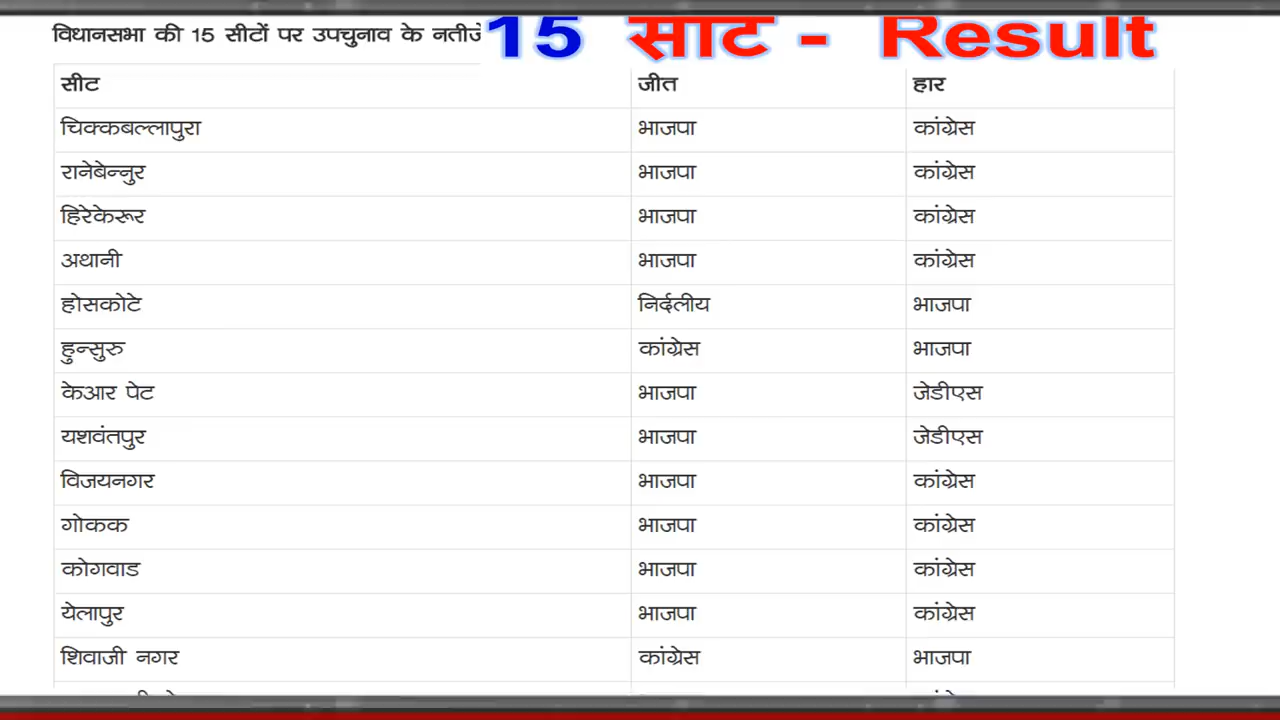 विधानसभा की 15 सीटों पर उपचुनाव के
15 साट - Result
सीट जीत हार
चिक्कबल्लापुरा भाजपा कांग्रेस
रानेबेन्नुर भाजपा कांग्रेस
हिरेकेरूर भाजपा कांग्रेस
अथानी भाजपा कांग्रेस
होसकोटे निर्दलीय भाजपा
हुन्सुरु कांग्रेस भाजपा
केआर पेट भाजपा जेडीएस
यशवंतपुर भाजपा जेडीएस
विजयनगर भाजपा कांग्रेस
गोकक भाजपा कांग्रेस
कोगवाड भाजपा कांग्रेस
येलापुर भाजपा कांग्रेस
शिवाजी नगर कांग्रेस भाजपा